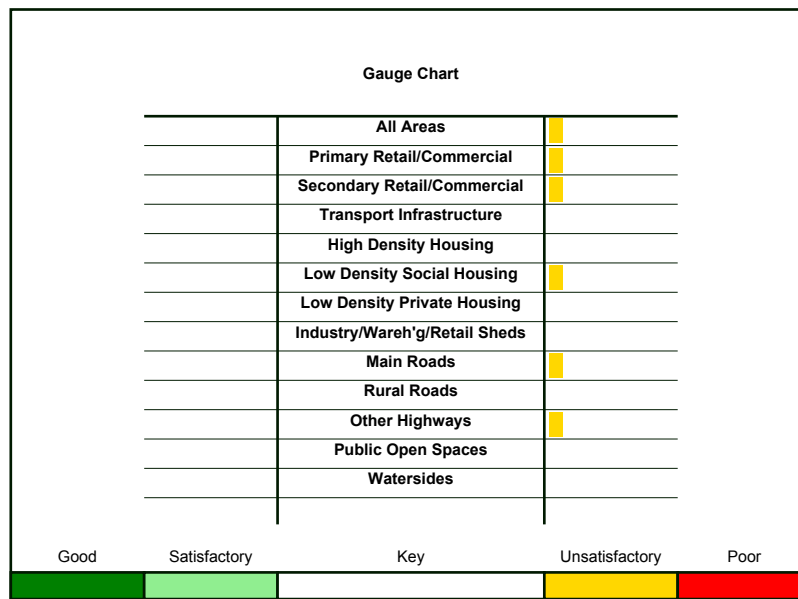 Gauge Chart
All Areas
Primary Retail/Commercial
Secondary Retail/Commercial
Transport Infrastructure
High Density Housing
Low Density Social Housing
Low Density Private Housing
Industry/Wareh'g/Retail Sheds
Main Roads
Rural Roads
Other Highways
Public Open Spaces
Watersides
Good Satisfactory Key Unsatisfactory Poor